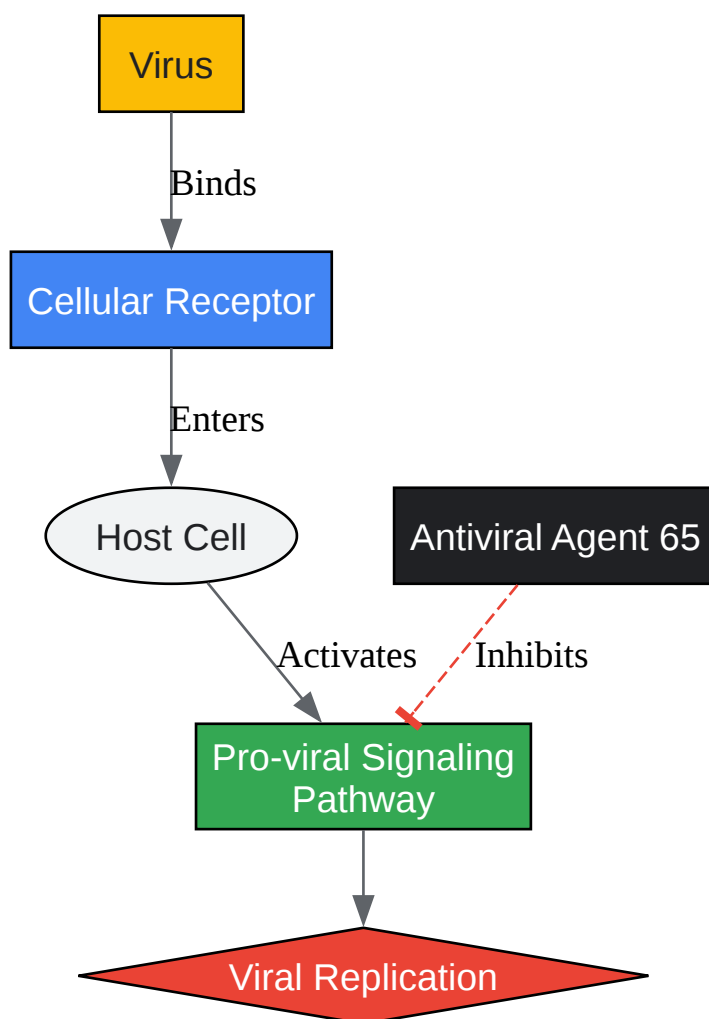 Virus
Binds
Cellular Receptor
Enters
Host Cell
Antiviral Agent 65
Activates
Inhibits
Pro-viral Signaling
Pathway
Viral Replication